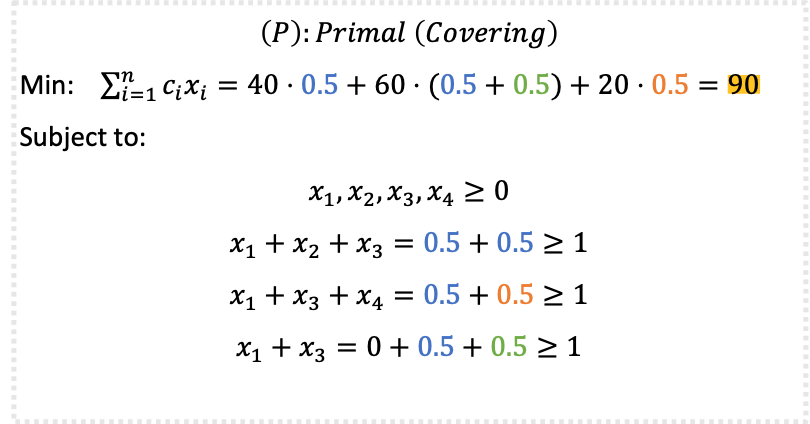 (P): Primal (Covering)
Min: ∑ⁿᵢ₌₁ cᵢxᵢ = 40 · 0.5 + 60 · (0.5 + 0.5) + 20 · 0.5 = 90
Subject to:
x₁, x₂, x₃, x₄ ≥ 0
x₁ + x₂ + x₃ = 0.5 + 0.5 ≥ 1
x₁ + x₃ + x₄ = 0.5 + 0.5 ≥ 1
x₁ + x₃ = 0 + 0.5 + 0.5 ≥ 1